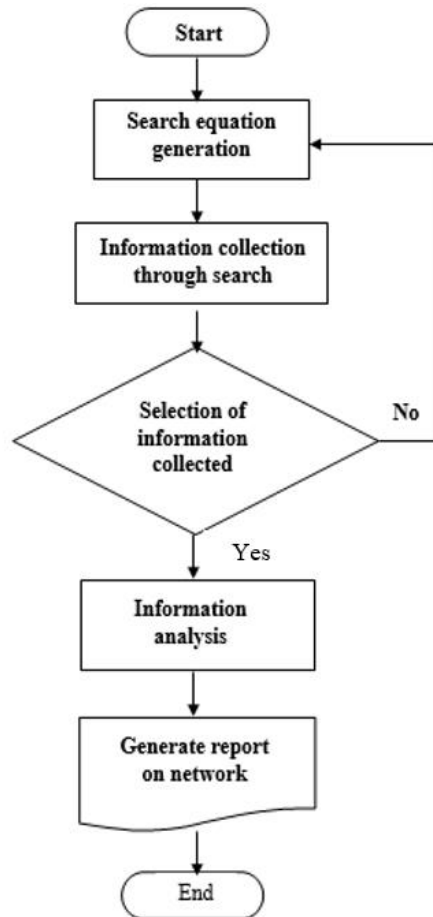 Start
Search equation
generation
Information collection
through search
Selection of
information
collected
No
Yes
Information
analysis
Generate report
on network
End